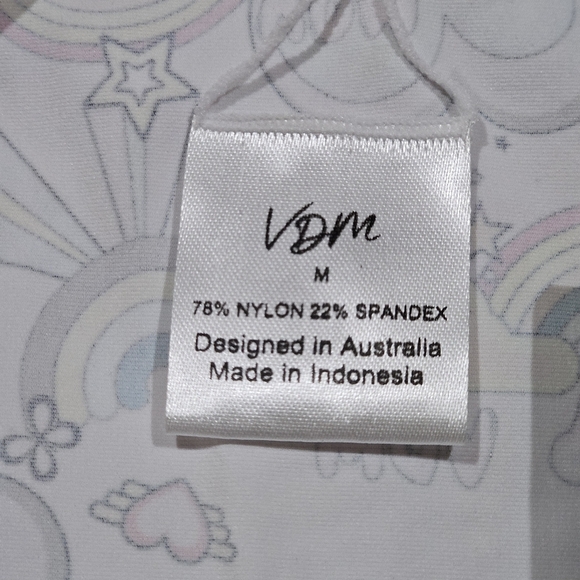 VDM
M
78% NYLON 22% SPANDEX
Designed in Australia
Made in Indonesia